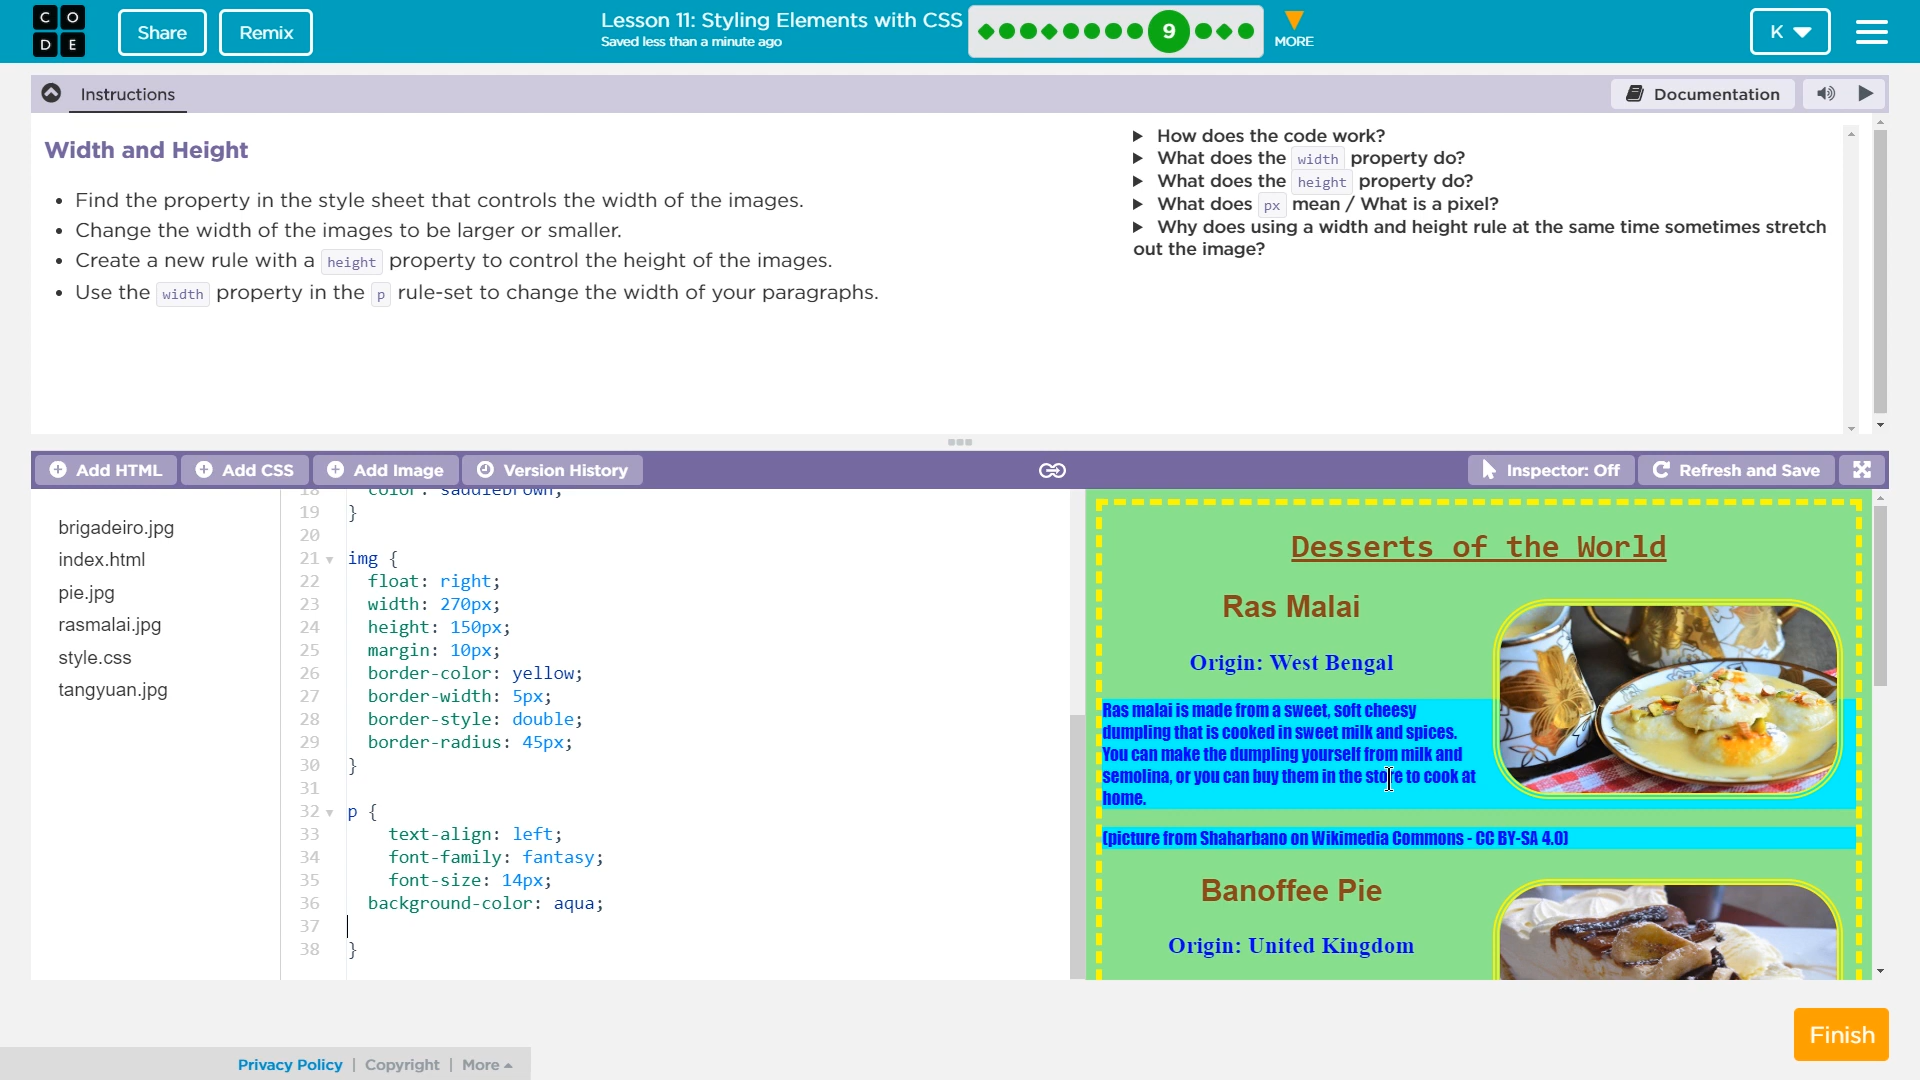 C O
D E
Share
Remix
Lesson 11: Styling Elements with CSS
Saved less than a minute ago
9
MORE
K
Instructions
Documentation
Width and Height
• Find the property in the style sheet that controls the width of the images.
• Change the width of the images to be larger or smaller.
• Create a new rule with a height property to control the height of the images.
• Use the width property in the p rule-set to change the width of your paragraphs.
How does the code work?
What does the width property do?
What does the height property do?
What does px mean / What is a pixel?
Why does using a width and height rule at the same time sometimes stretch
out the image?
Add HTML
Add CSS
Add Image
Version History
Inspector: Off
Refresh and Save
brigadeiro.jpg
index.html
pie.jpg
rasmalai.jpg
style.css
tangyuan.jpg
18 color: saddlebrown;
19 }
20
21 img {
22 float: right;
23 width: 270px;
24 height: 150px;
25 margin: 10px;
26 border-color: yellow;
27 border-width: 5px;
28 border-style: double;
29 border-radius: 45px;
30 }
31
32 p {
33 text-align: left;
34 font-family: fantasy;
35 font-size: 14px;
36 background-color: aqua;
37
38 }
Desserts of the World
Ras Malai
Origin: West Bengal
Ras malai is made from a sweet, soft cheesy
dumpling that is cooked in sweet milk and spices.
You can make the dumpling yourself from milk and
semolina, or you can buy them in the store to cook at
home.
(picture from Shaharbano on Wikimedia Commons - CC BY-SA 4.0)
Banoffee Pie
Origin: United Kingdom
Finish
Privacy Policy | Copyright | More